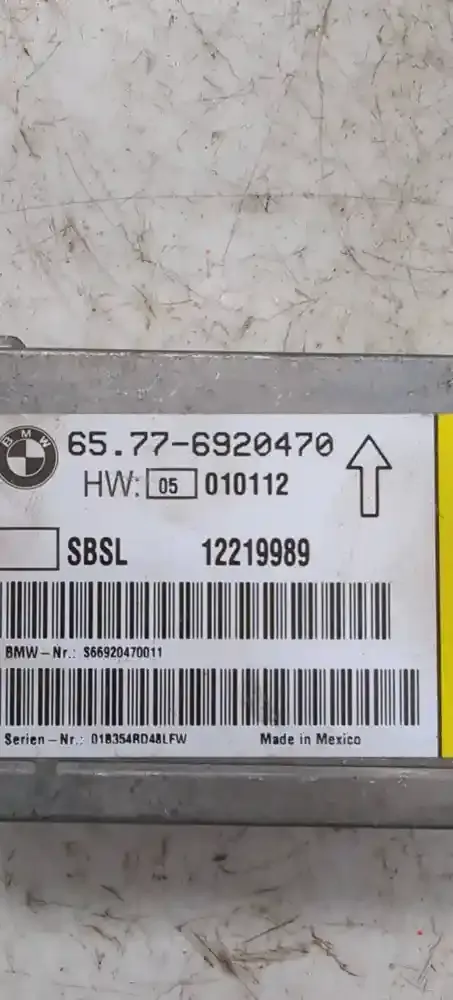 BMW 65.77-6920470
HW: 05 010112
SBSL 12219989
BMW-Nr.: S66920470011
Serien-Nr.: 018354RD48LFW Made in Mexico